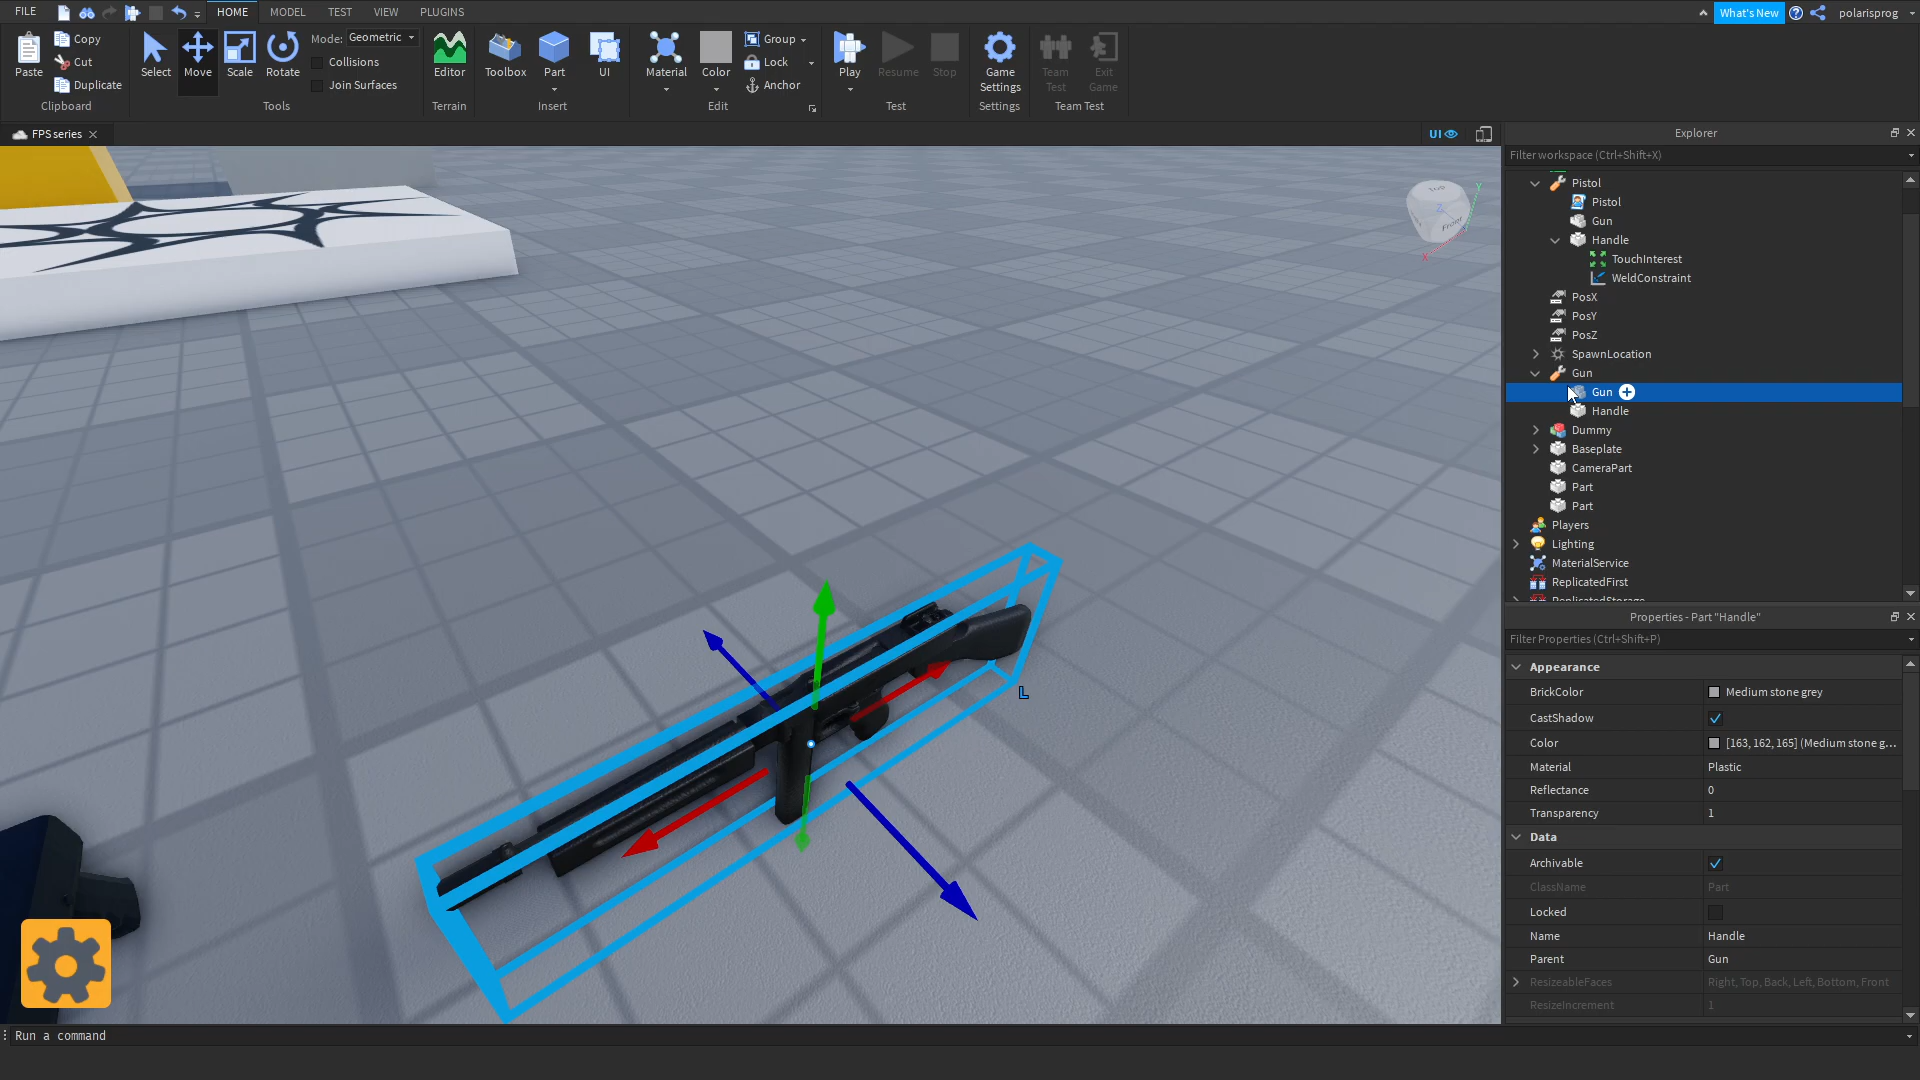 FILE
HOME
MODEL
TEST
VIEW
PLUGINS
What's New
polarisprog
Paste
Copy
Cut
Duplicate
Clipboard
Select
Move
Scale
Rotate
Mode: Geometric
Collisions
Join Surfaces
Tools
Editor
Terrain
Toolbox
Part
UI
Insert
Material
Color
Group
Lock
Anchor
Edit
Play
Resume
Stop
Test
Game
Settings
Settings
Team
Test
Exit
Game
Team Test
FPS series
UI
Explorer
Filter workspace (Ctrl+Shift+X)
Pistol
Pistol
Gun
Handle
TouchInterest
WeldConstraint
PosX
PosY
PosZ
SpawnLocation
Gun
Gun
Handle
Dummy
Baseplate
CameraPart
Part
Part
Players
Lighting
MaterialService
ReplicatedFirst
ReplicatedStorage
Top
Front
Y
Z
X
L
Properties - Part "Handle"
Filter Properties (Ctrl+Shift+P)
Appearance
BrickColor Medium stone grey
CastShadow
Color [163, 162, 165] (Medium stone g...
Material Plastic
Reflectance 0
Transparency 1
Data
Archivable
ClassName Part
Locked
Name Handle
Parent Gun
ResizeableFaces Right, Top, Back, Left, Bottom, Front
ResizeIncrement 1
Run a command